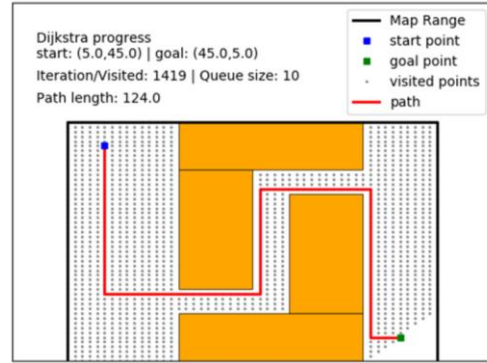 Dijkstra progress
start: (5.0,45.0) | goal: (45.0,5.0)
Iteration/Visited: 1419 | Queue size: 10
Path length: 124.0
Map Range
start point
goal point
visited points
path